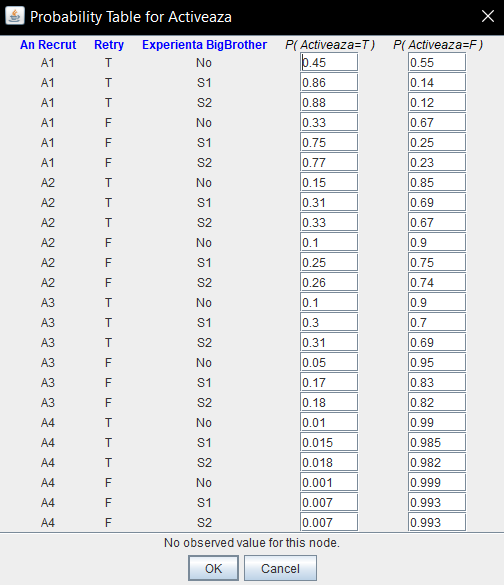 Probability Table for Activeaza
An Recrut Retry Experienta BigBrother P( Activeaza=T ) P( Activeaza=F )
A1 T No 0.45 0.55
A1 T S1 0.86 0.14
A1 T S2 0.88 0.12
A1 F No 0.33 0.67
A1 F S1 0.75 0.25
A1 F S2 0.77 0.23
A2 T No 0.15 0.85
A2 T S1 0.31 0.69
A2 T S2 0.33 0.67
A2 F No 0.1 0.9
A2 F S1 0.25 0.75
A2 F S2 0.26 0.74
A3 T No 0.1 0.9
A3 T S1 0.3 0.7
A3 T S2 0.31 0.69
A3 F No 0.05 0.95
A3 F S1 0.17 0.83
A3 F S2 0.18 0.82
A4 T No 0.01 0.99
A4 T S1 0.015 0.985
A4 T S2 0.018 0.982
A4 F No 0.001 0.999
A4 F S1 0.007 0.993
A4 F S2 0.007 0.993
No observed value for this node.
OK Cancel